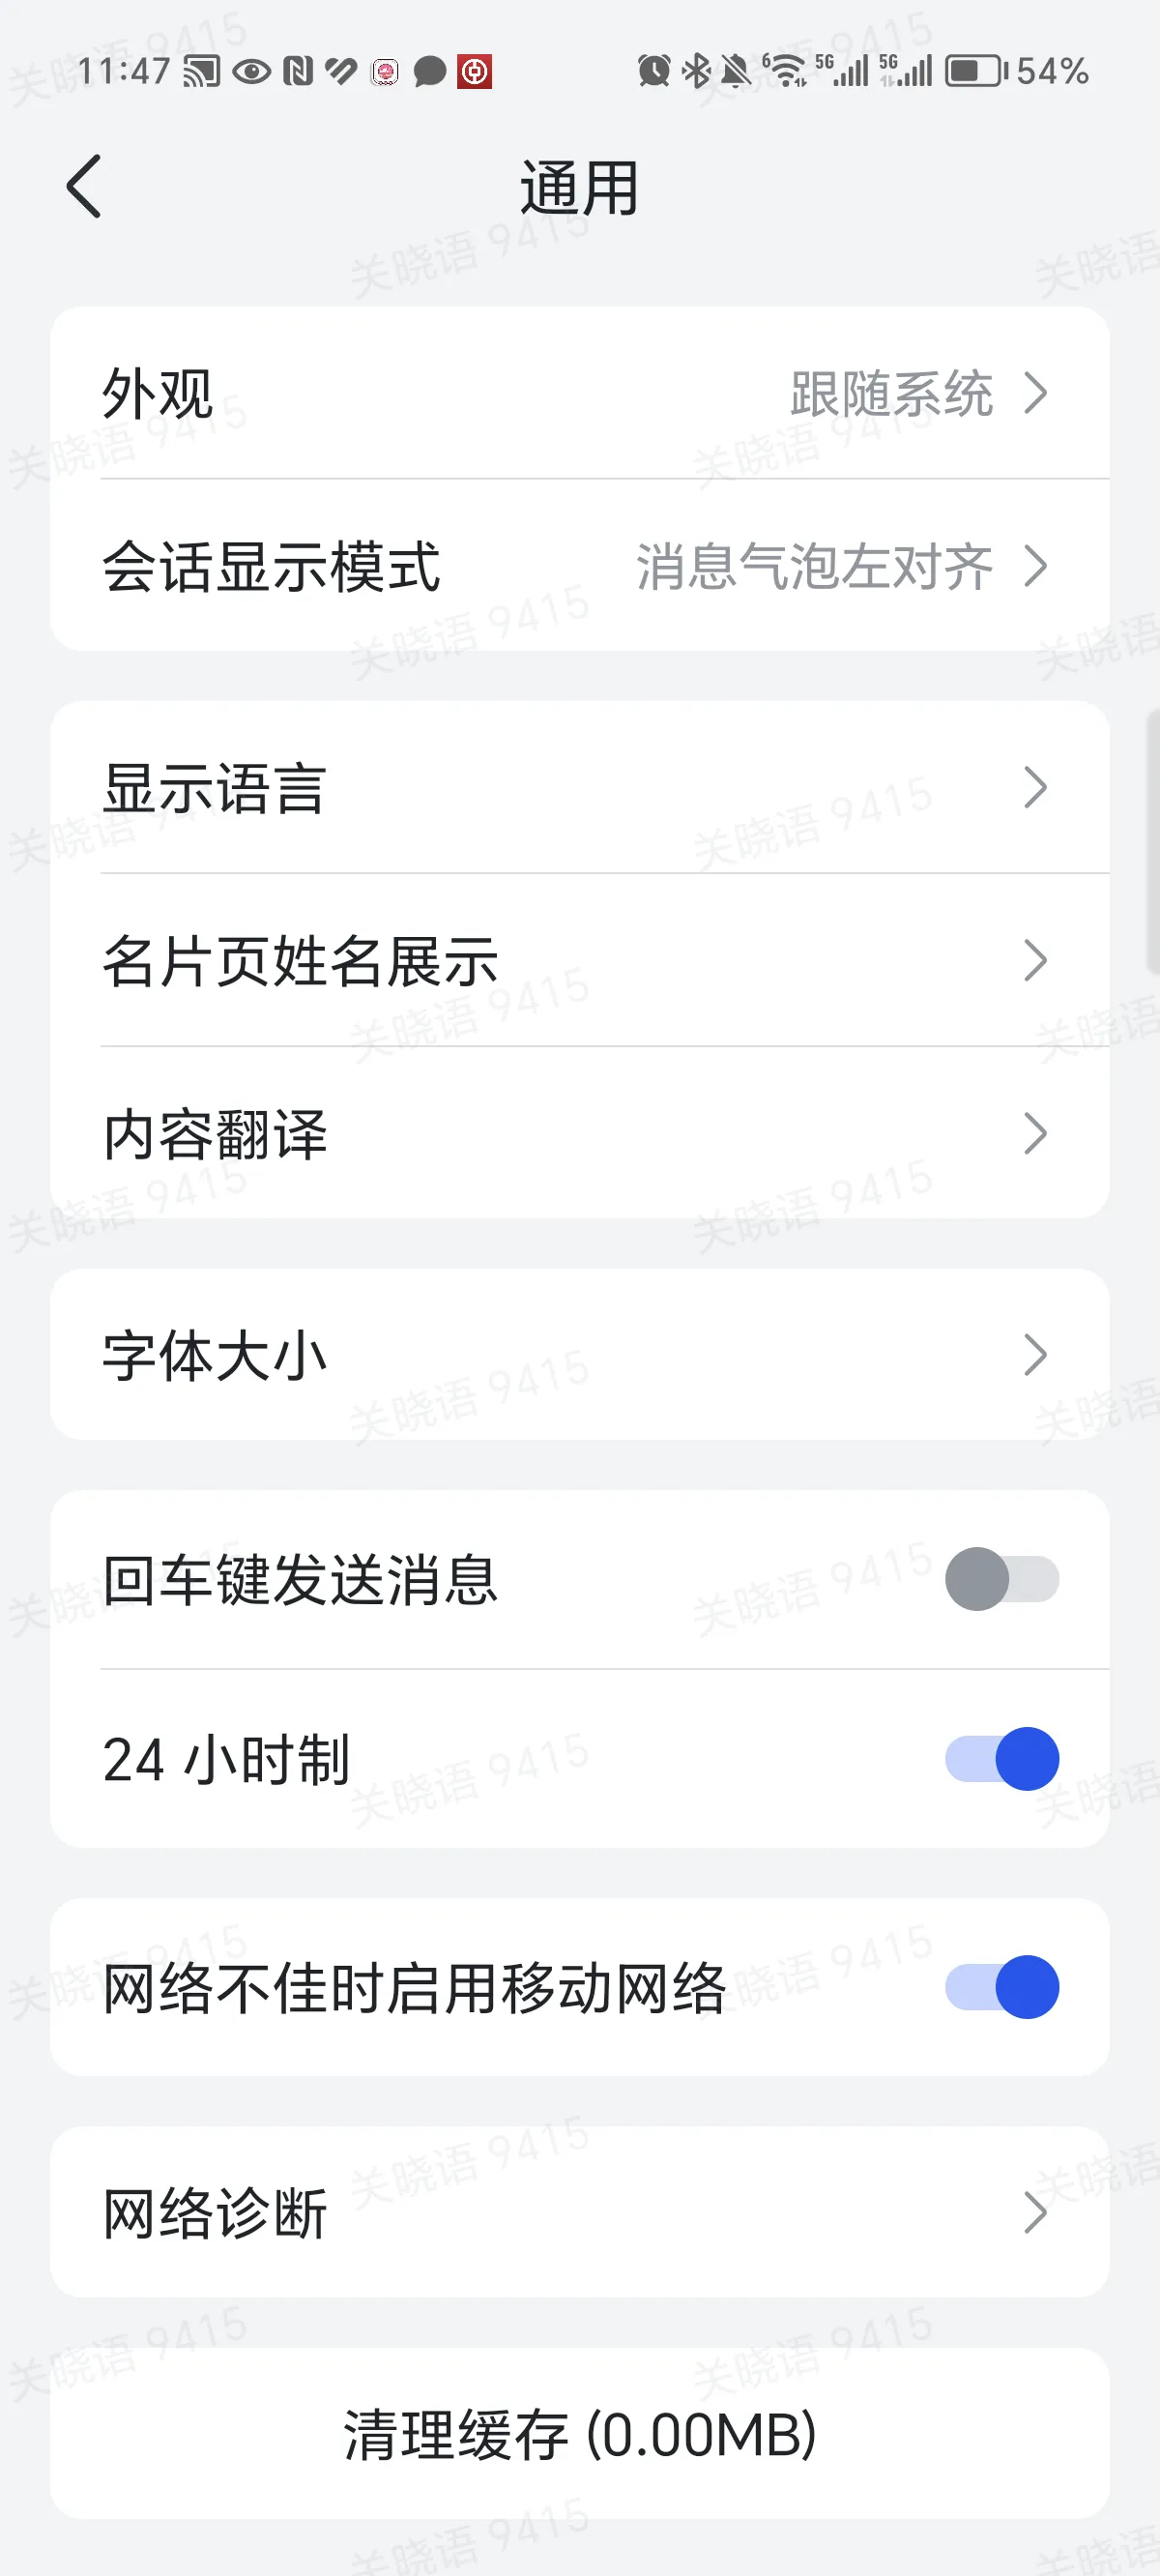 11:47
6
5G
5G
54%
通用
外观
跟随系统
会话显示模式
消息气泡左对齐
显示语言
名片页姓名展示
内容翻译
字体大小
回车键发送消息
24 小时制
网络不佳时启用移动网络
网络诊断
清理缓存 (0.00MB)
关晓语 9415